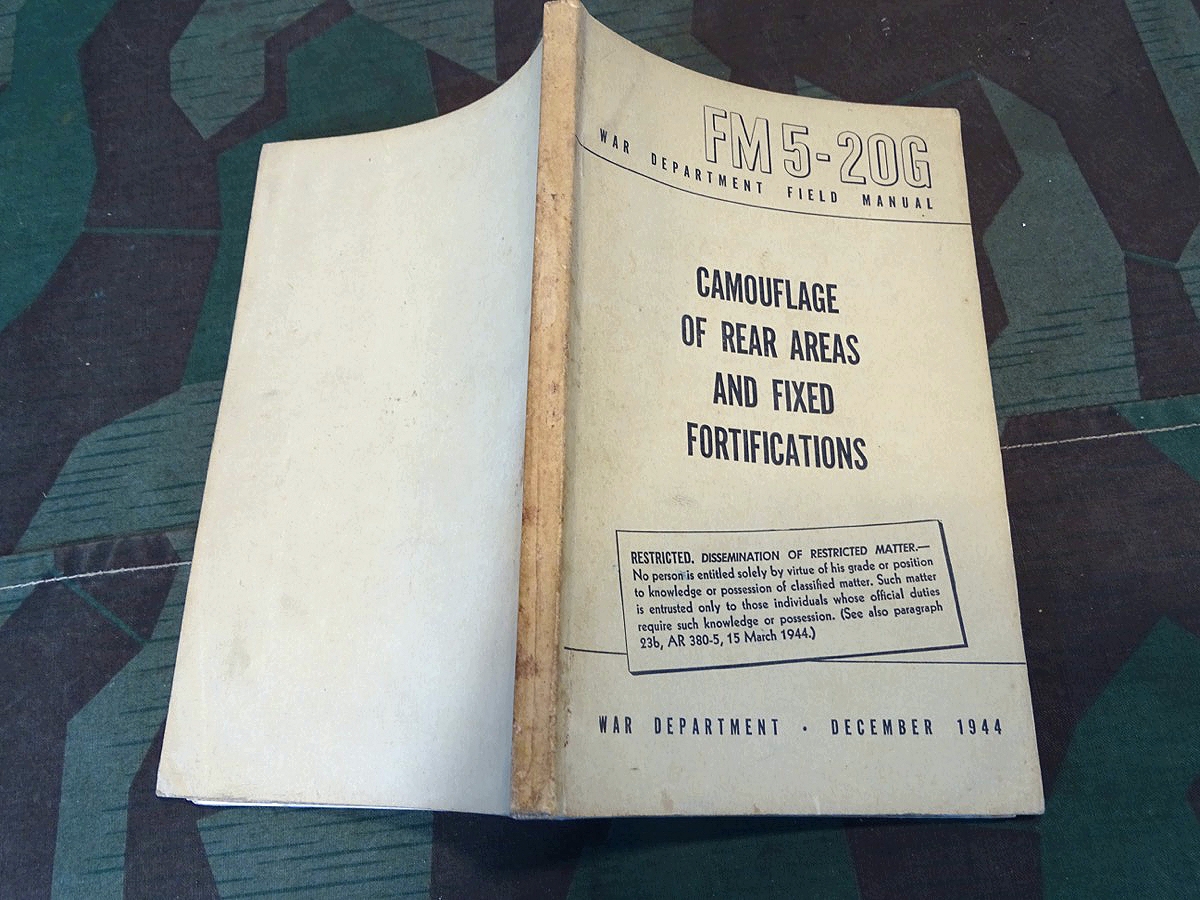 FM 5-20G
WAR DEPARTMENT FIELD MANUAL
CAMOUFLAGE
OF REAR AREAS
AND FIXED
FORTIFICATIONS
RESTRICTED. DISSEMINATION OF RESTRICTED MATTER.—
No person is entitled solely by virtue of his grade or position
to knowledge or possession of classified matter. Such matter
is entrusted only to those individuals whose official duties
require such knowledge or possession. (See also paragraph
23b, AR 380-5, 15 March 1944.)
WAR DEPARTMENT • DECEMBER 1944